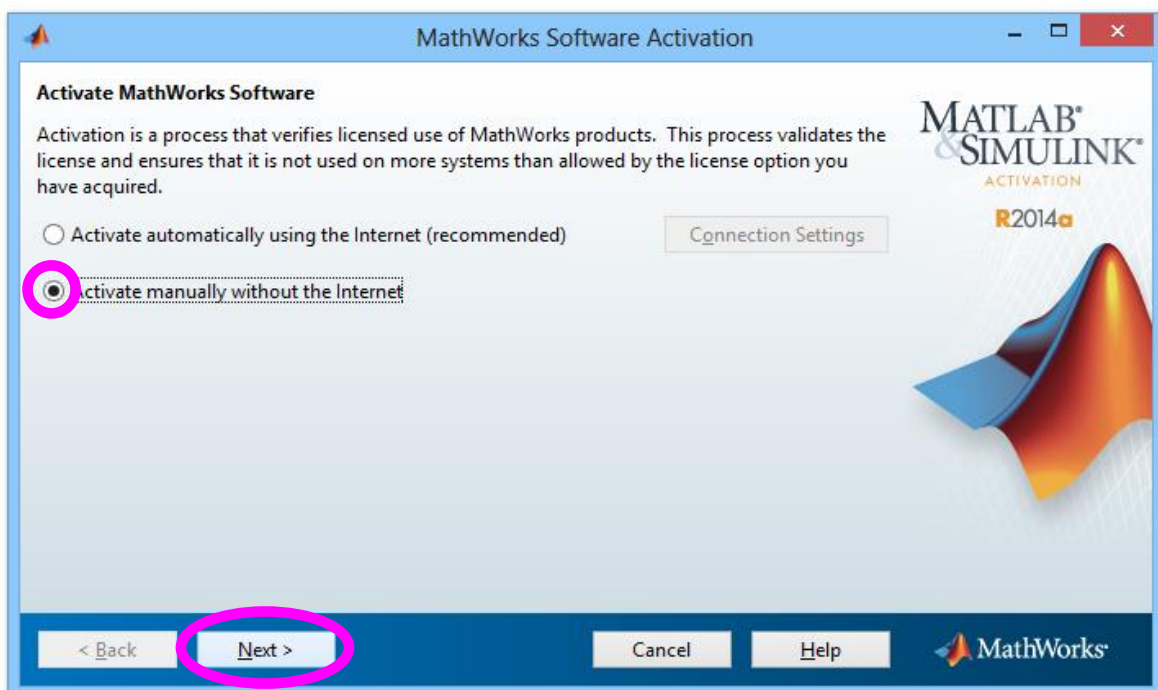 MathWorks Software Activation
Activate MathWorks Software
Activation is a process that verifies licensed use of MathWorks products. This process validates the
license and ensures that it is not used on more systems than allowed by the license option you
have acquired.
Activate automatically using the Internet (recommended)
Connection Settings
Activate manually without the Internet
MATLAB®
&SIMULINK®
ACTIVATION
R2014a
< Back
Next >
Cancel
Help
MathWorks®